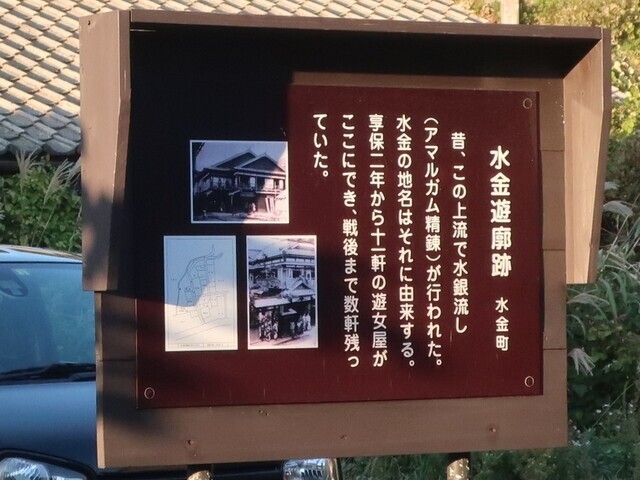 水金遊廓跡
水金町
昔、この上流で水銀流し
（アマルガム精錬）が行われた。
水金の地名はそれに由来する。
享保二年から十一軒の遊女屋が
ここにでき、戦後まで数軒残っ
ていた。